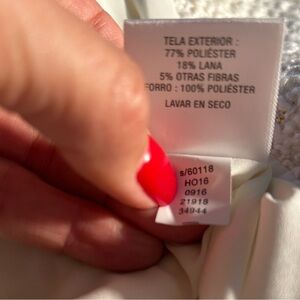 TELA EXTERIOR :
77% POLIÉSTER
18% LANA
5% OTRAS FIBRAS
FORRO : 100% POLIÉSTER
LAVAR EN SECO
s/60118
HO16
0916
21918
34944